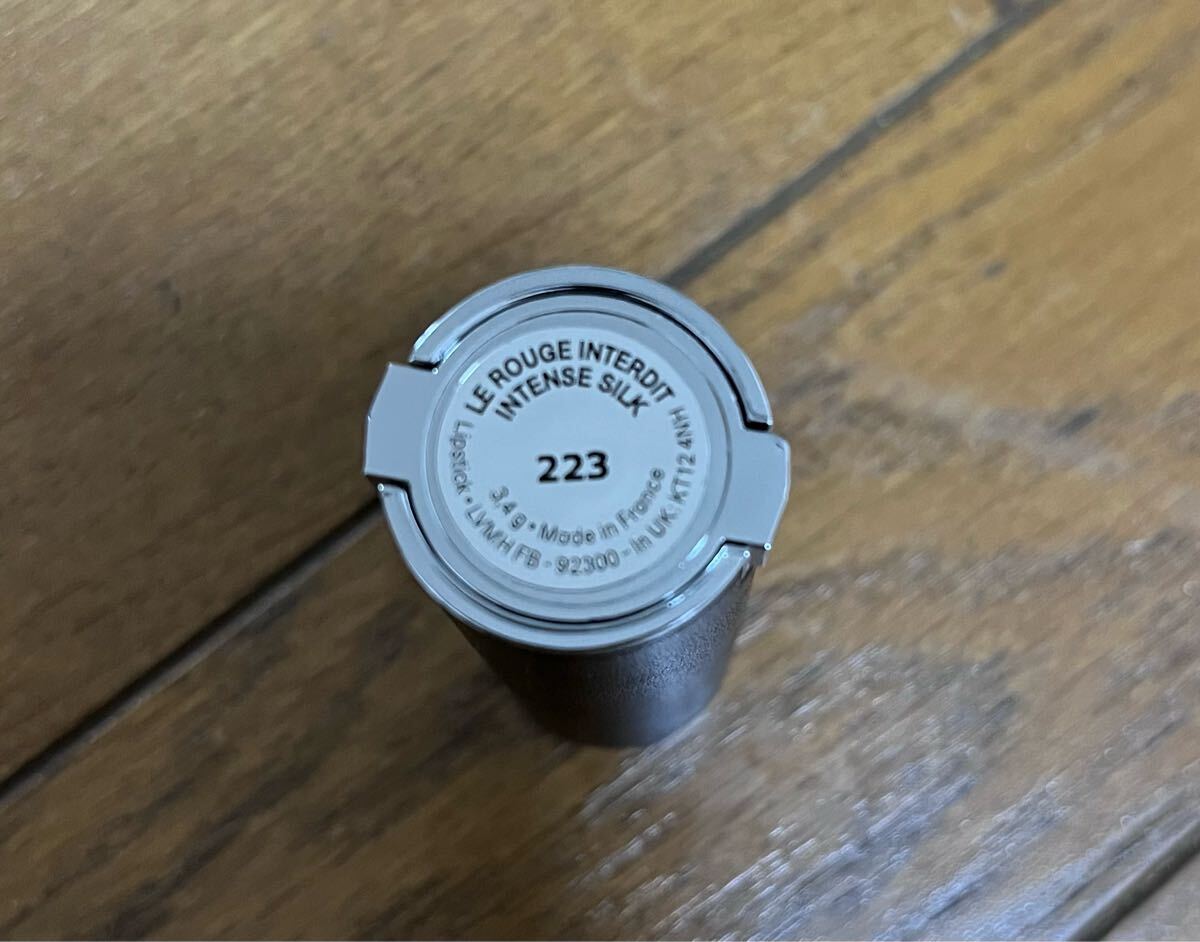 LE ROUGE INTERDIT
INTENSE SILK
223
3.4 g • Made in France
Lipstick • LVMH FB - 92300 - In UK: KT12 4NH